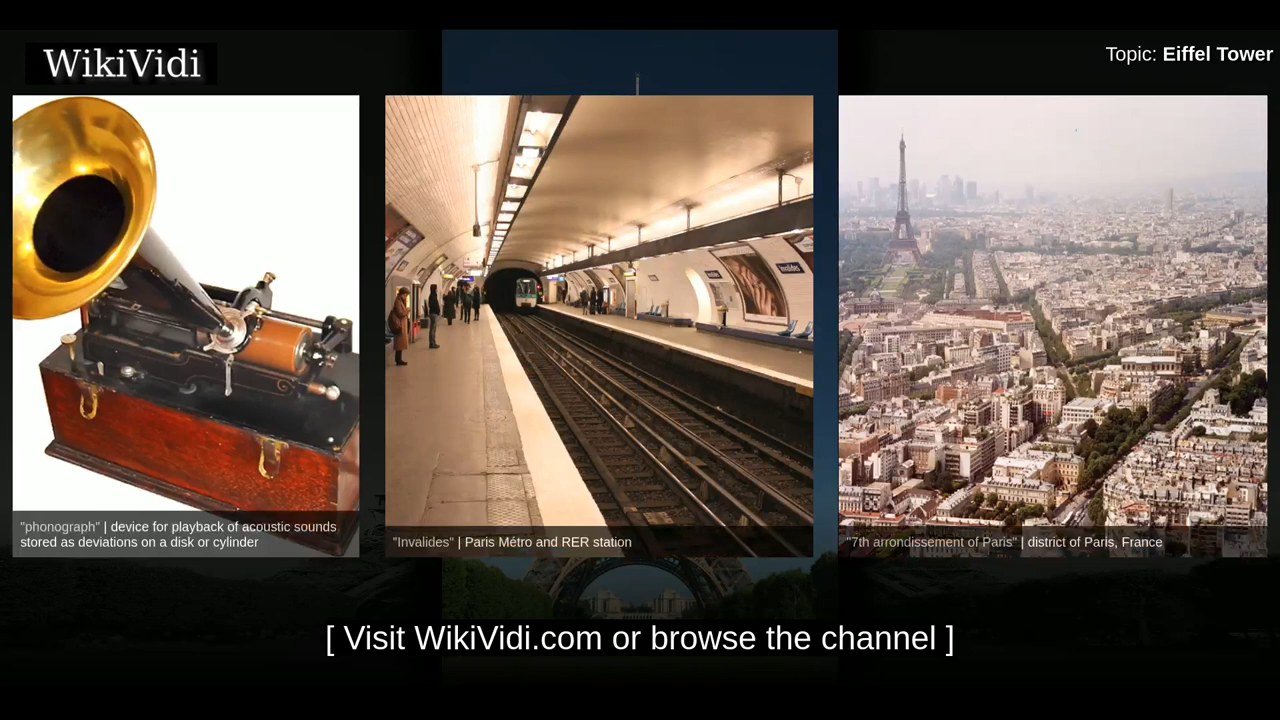 WikiVidi
Topic: Eiffel Tower
"phonograph" | device for playback of acoustic sounds
stored as deviations on a disk or cylinder
"Invalides" | Paris Métro and RER station
"7th arrondissement of Paris" | district of Paris, France
[ Visit WikiVidi.com or browse the channel ]